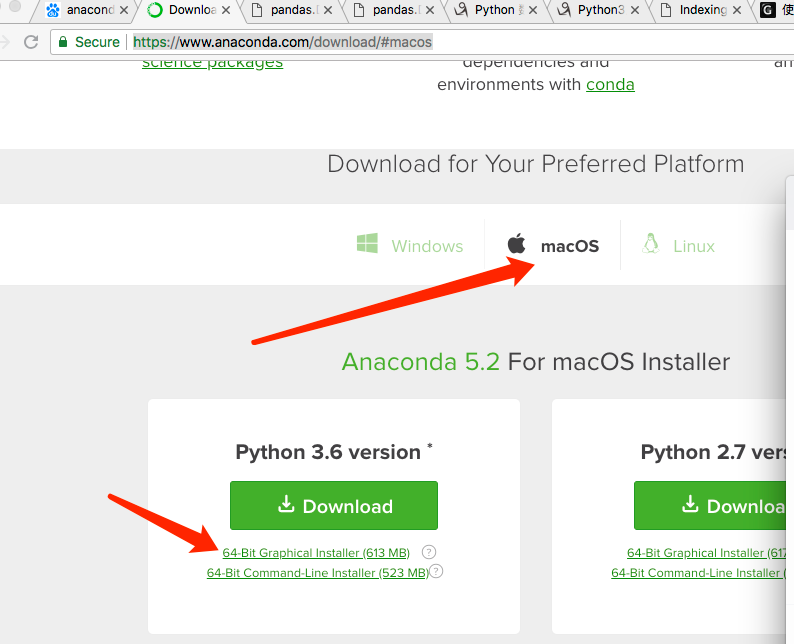 anacond
Downloa
pandas.
pandas.
Python
Python3
Indexing
G 使
Secure https://www.anaconda.com/download/#macos
science packages
dependencies and
environments with conda
Download for Your Preferred Platform
Windows macOS Linux
Anaconda 5.2 For macOS Installer
Python 3.6 version *
Download
64-Bit Graphical Installer (613 MB) ?
64-Bit Command-Line Installer (523 MB) ?
Python 2.7 vers
Downloa
64-Bit Graphical Installer (617
64-Bit Command-Line Installer (